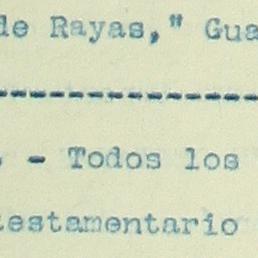 de Rayas," Gua
- Todos los
testamentario